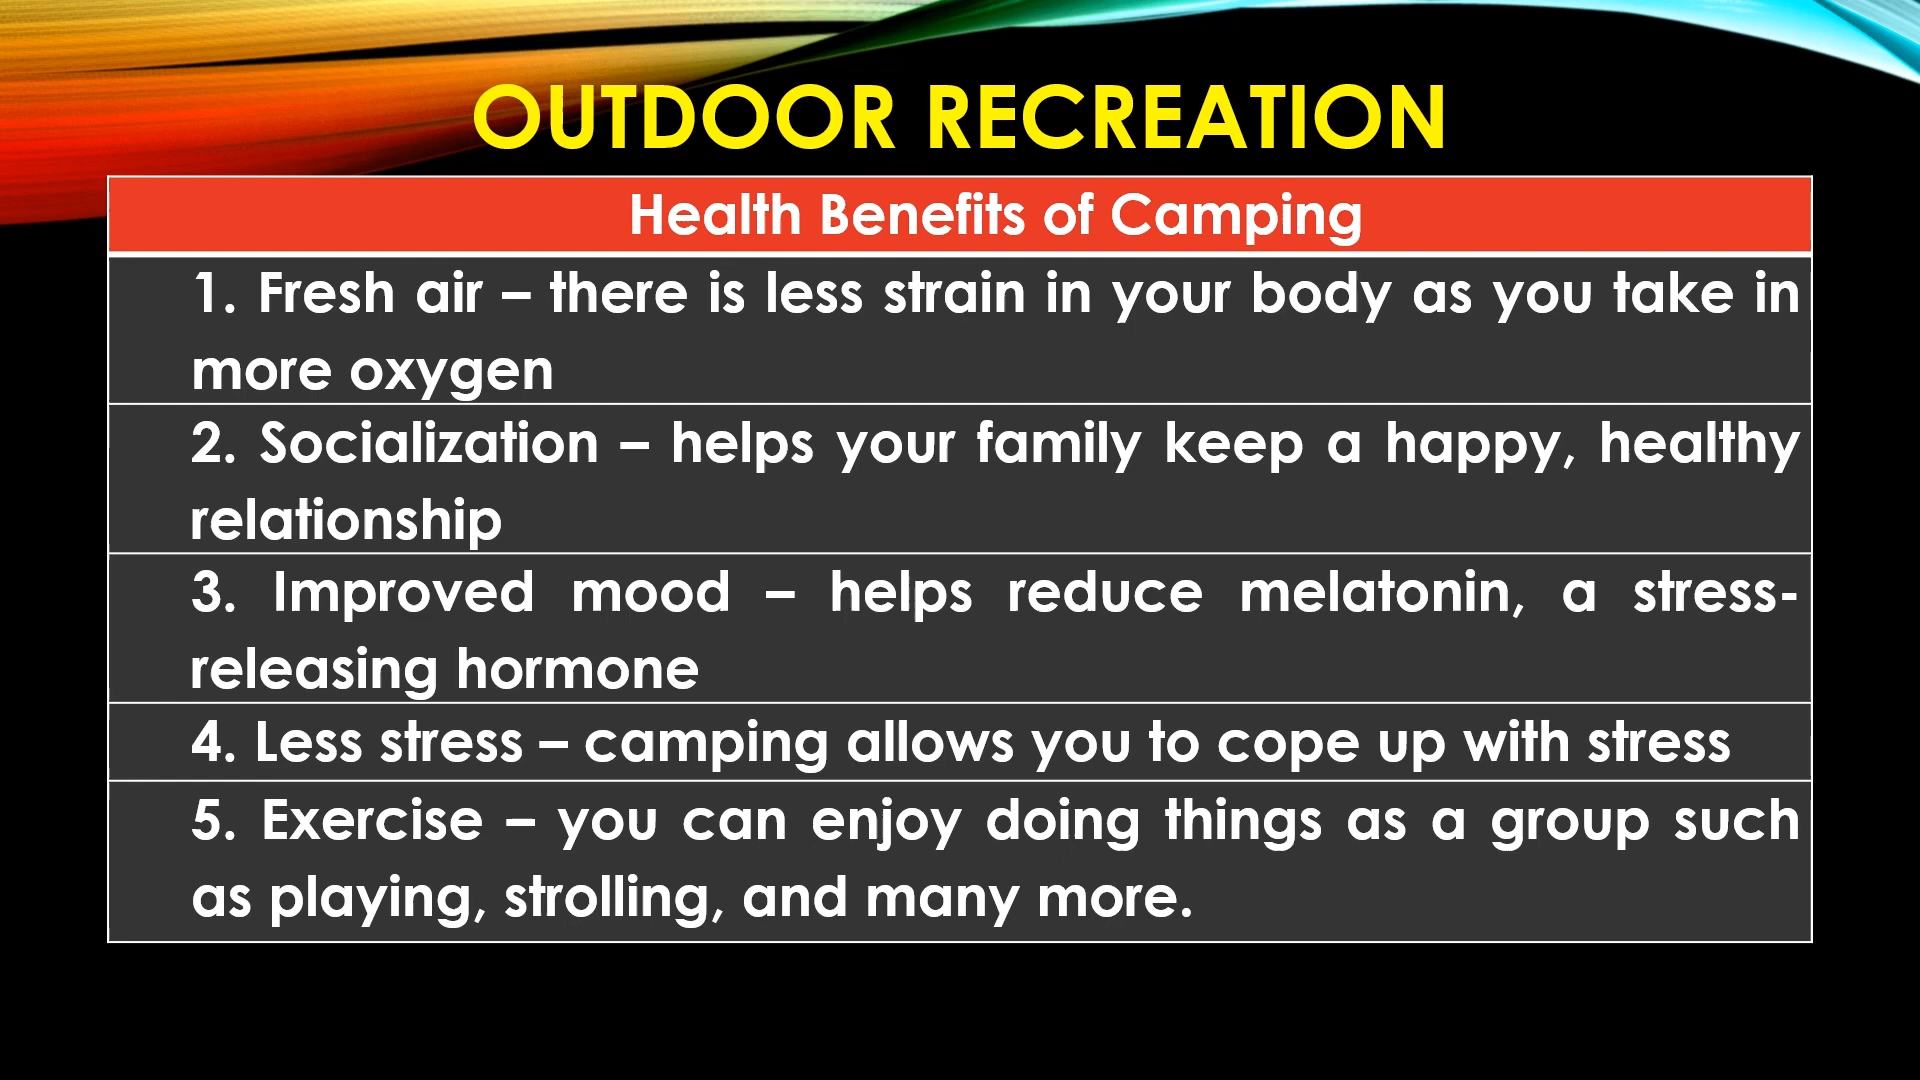 OUTDOOR RECREATION
Health Benefits of Camping
1. Fresh air – there is less strain in your body as you take in
more oxygen
2. Socialization – helps your family keep a happy, healthy
relationship
3. Improved mood – helps reduce melatonin, a stress-
releasing hormone
4. Less stress – camping allows you to cope up with stress
5. Exercise – you can enjoy doing things as a group such
as playing, strolling, and many more.